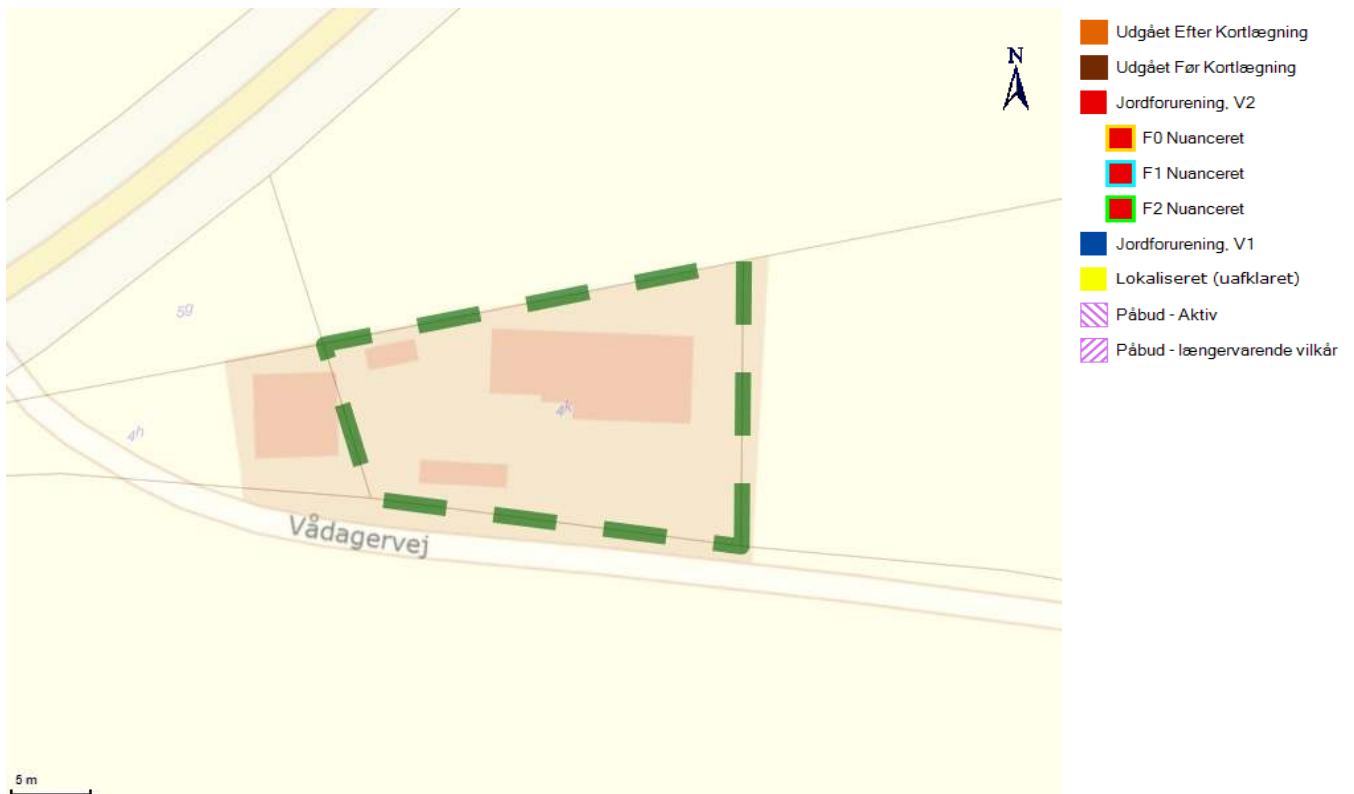 N
5g
4h
4k
Vådagervej
5 m
Udgået Efter Kortlægning
Udgået Før Kortlægning
Jordforurening, V2
F0 Nuanceret
F1 Nuanceret
F2 Nuanceret
Jordforurening, V1
Lokaliseret (uafklaret)
Påbud - Aktiv
Påbud - længervarende vilkår